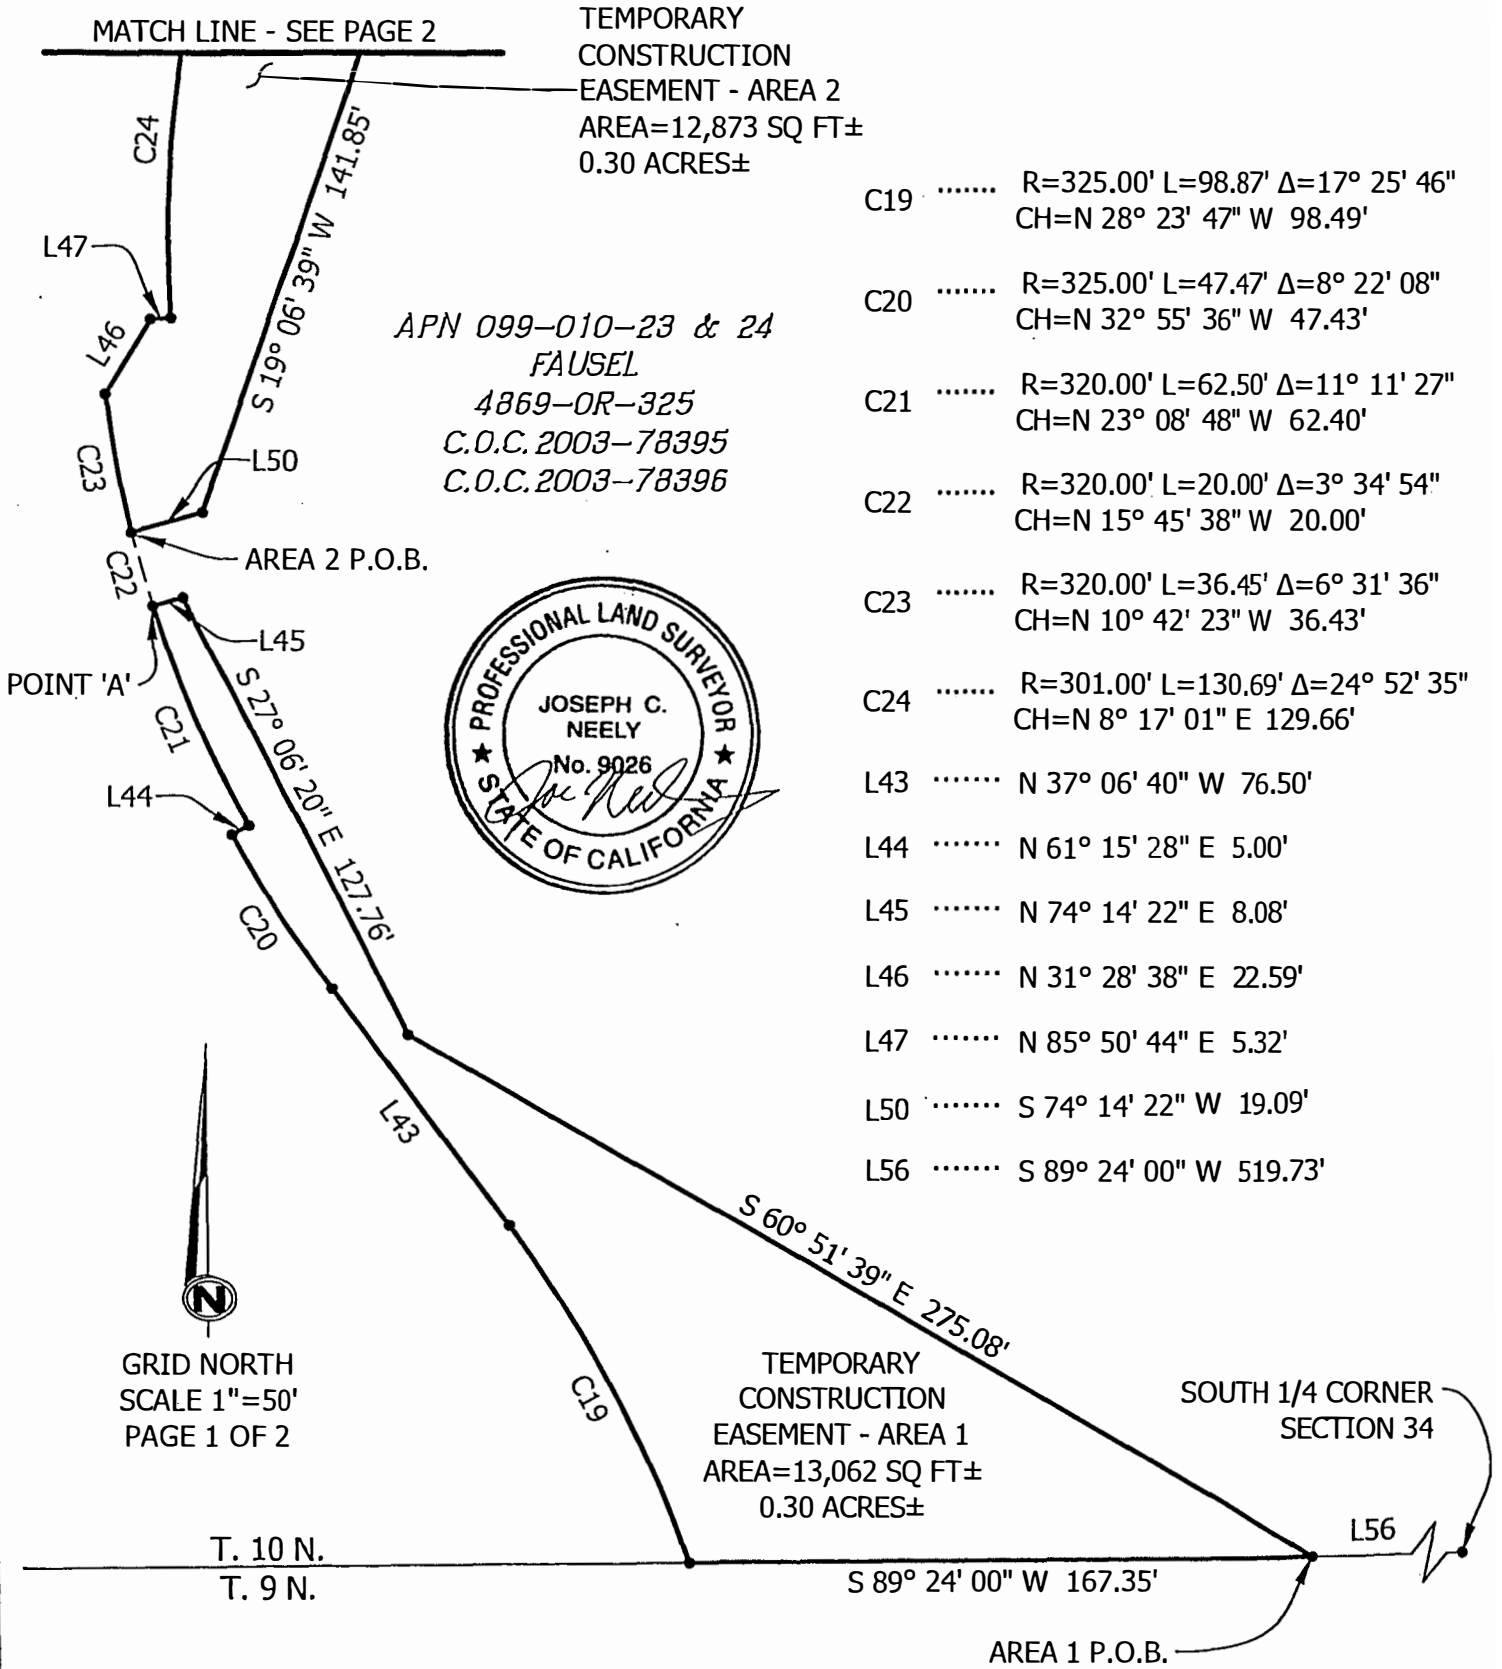 MATCH LINE - SEE PAGE 2
TEMPORARY
CONSTRUCTION
EASEMENT - AREA 2
AREA=12,873 SQ FT±
0.30 ACRES±
C24
S 19° 06' 39" W 141.85'
L47
L46
C23
L50
AREA 2 P.O.B.
C22
L45
POINT 'A'
C21
S 27° 06' 20" E 127.76'
L44
C20
L43
APN 099-010-23 & 24
FAUSEL
4869-OR-325
C.O.C. 2003-78395
C.O.C. 2003-78396
PROFESSIONAL LAND SURVEYOR
JOSEPH C.
NEELY
No. 9026
STATE OF CALIFORNIA
C19 ....... R=325.00' L=98.87' Δ=17° 25' 46"
CH=N 28° 23' 47" W 98.49'
C20 ....... R=325.00' L=47.47' Δ=8° 22' 08"
CH=N 32° 55' 36" W 47.43'
C21 ....... R=320.00' L=62.50' Δ=11° 11' 27"
CH=N 23° 08' 48" W 62.40'
C22 ....... R=320.00' L=20.00' Δ=3° 34' 54"
CH=N 15° 45' 38" W 20.00'
C23 ....... R=320.00' L=36.45' Δ=6° 31' 36"
CH=N 10° 42' 23" W 36.43'
C24 ....... R=301.00' L=130.69' Δ=24° 52' 35"
CH=N 8° 17' 01" E 129.66'
L43 ....... N 37° 06' 40" W 76.50'
L44 ....... N 61° 15' 28" E 5.00'
L45 ....... N 74° 14' 22" E 8.08'
L46 ....... N 31° 28' 38" E 22.59'
L47 ....... N 85° 50' 44" E 5.32'
L50 ....... S 74° 14' 22" W 19.09'
L56 ....... S 89° 24' 00" W 519.73'
S 60° 51' 39" E 275.08'
N
GRID NORTH
SCALE 1"=50'
PAGE 1 OF 2
C19
TEMPORARY
CONSTRUCTION
EASEMENT - AREA 1
AREA=13,062 SQ FT±
0.30 ACRES±
SOUTH 1/4 CORNER
SECTION 34
L56
T. 10 N.
T. 9 N.
S 89° 24' 00" W 167.35'
AREA 1 P.O.B.